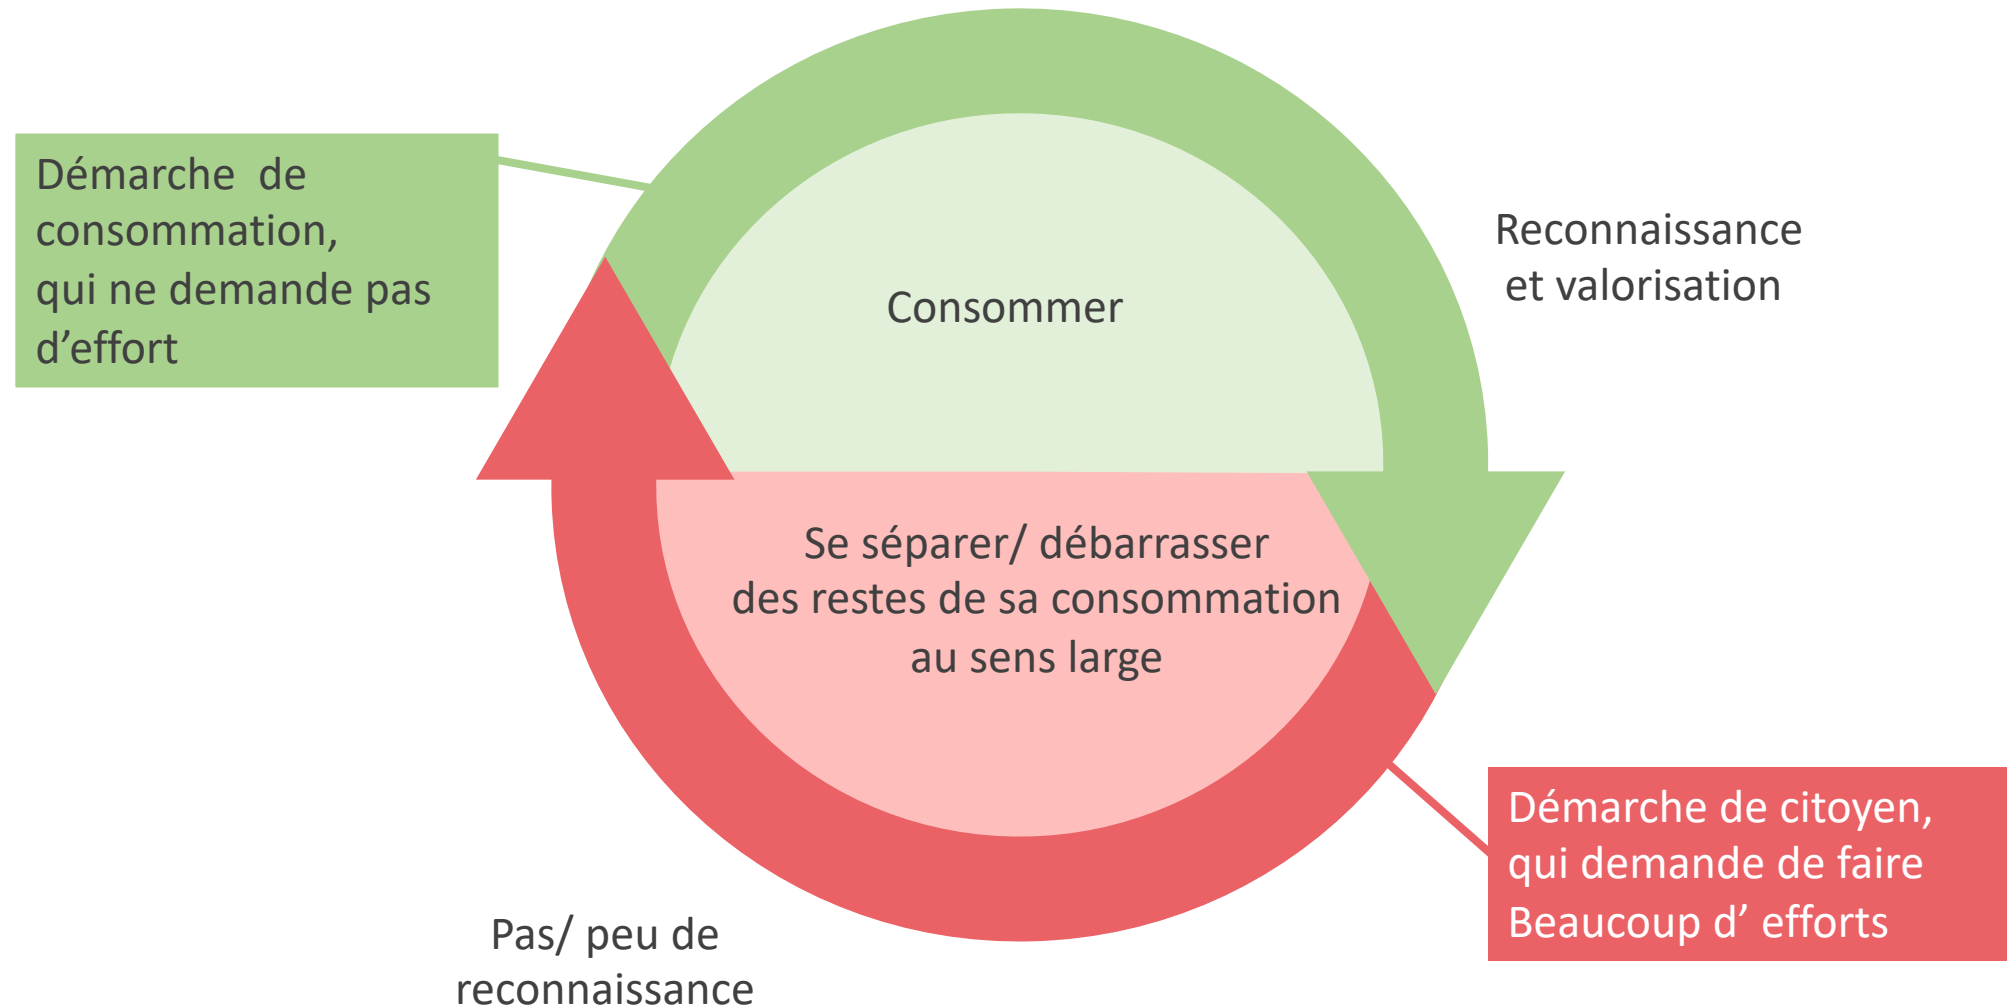 Démarche de
consommation,
qui ne demande pas
d’effort
Consommer
Reconnaissance
et valorisation
Se séparer/ débarrasser
des restes de sa consommation
au sens large
Démarche de citoyen,
qui demande de faire
Beaucoup d’ efforts
Pas/ peu de
reconnaissance